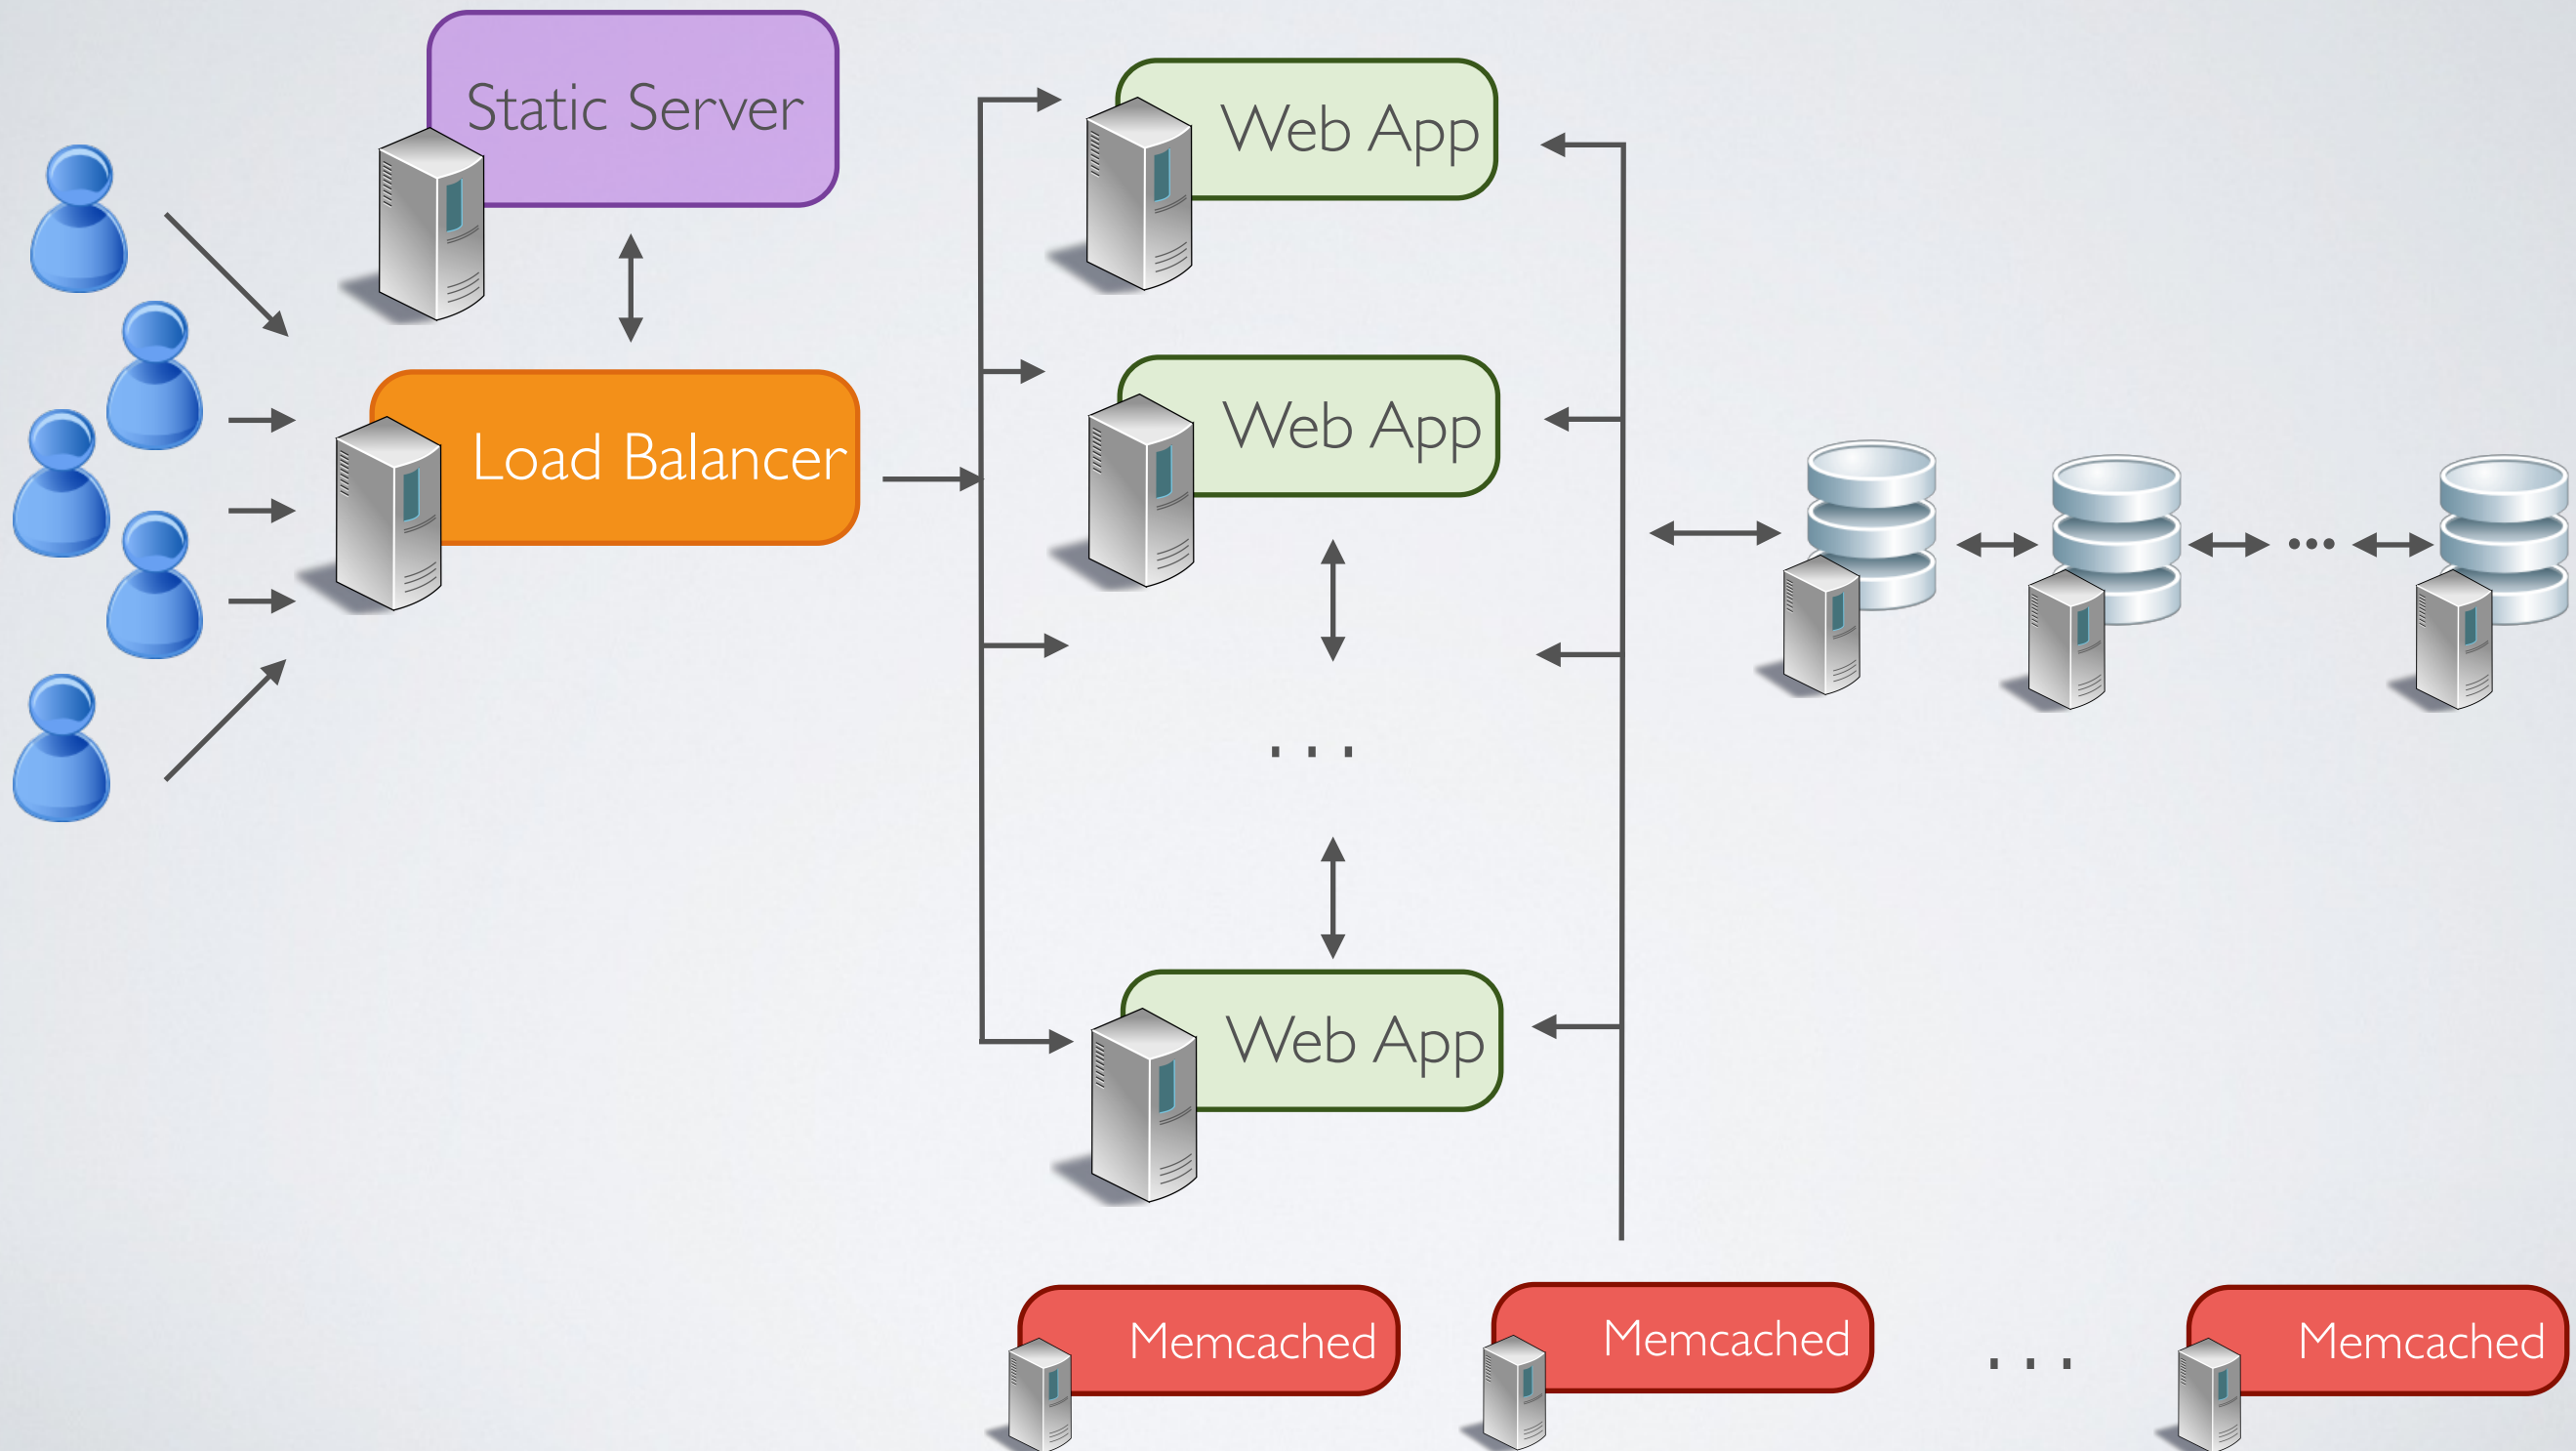 Static Server
Web App
Load Balancer
Web App
...
...
Web App
Memcached
Memcached
...
Memcached